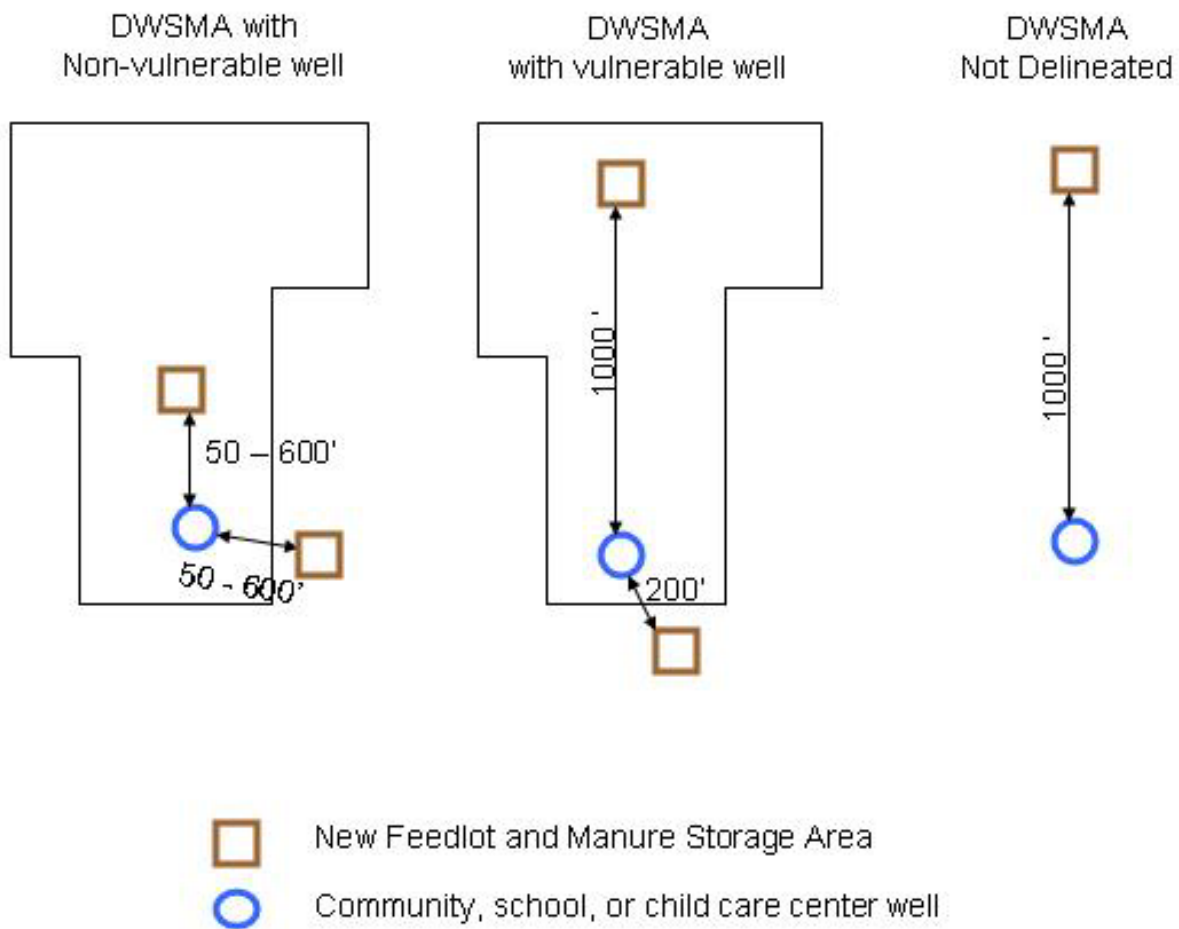 DWSMA with
Non-vulnerable well
DWSMA
with vulnerable well
DWSMA
Not Delineated
50 – 600'
50 - 600'
1000 '
200'
1000 '
New Feedlot and Manure Storage Area
Community, school, or child care center well